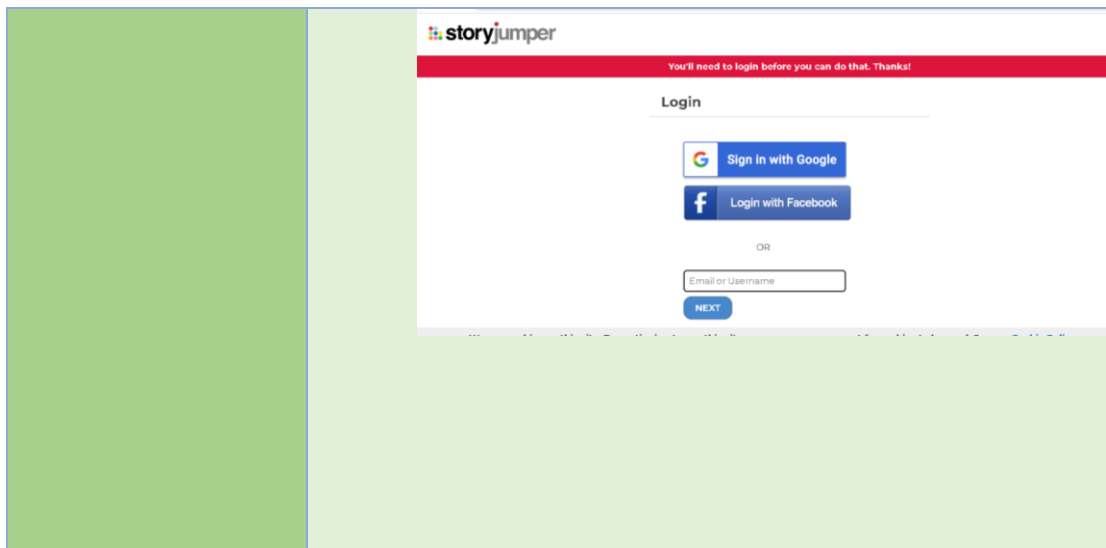 storyjumper
You'll need to login before you can do that. Thanks!
Login
G Sign in with Google
f Login with Facebook
OR
Email or Username
NEXT